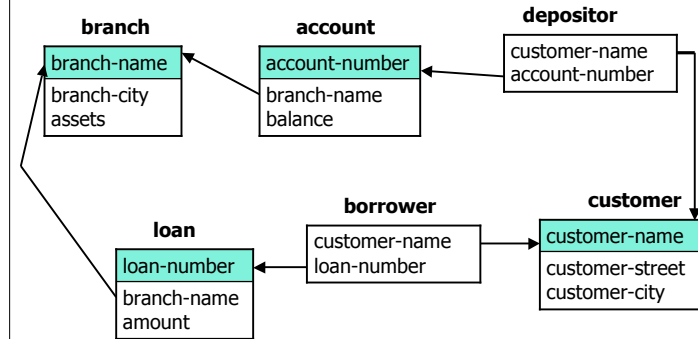 branch
branch-name
branch-city
assets
account
account-number
branch-name
balance
depositor
customer-name
account-number
loan
loan-number
branch-name
amount
borrower
customer-name
loan-number
customer
customer-name
customer-street
customer-city